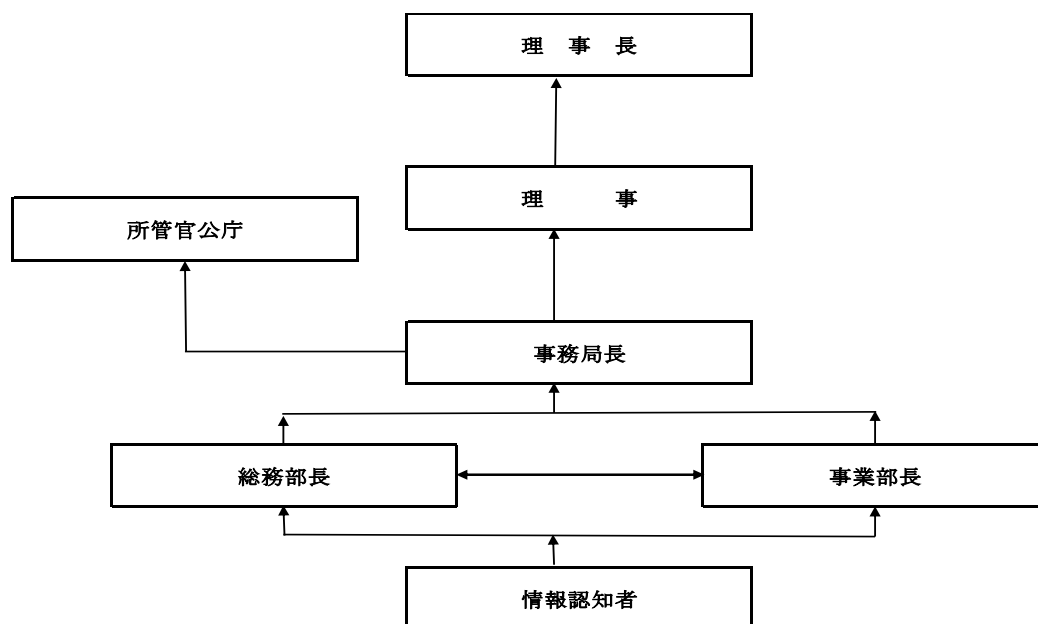 理　事　長
理　　　事
所管官公庁
事務局長
総務部長
事業部長
情報認知者